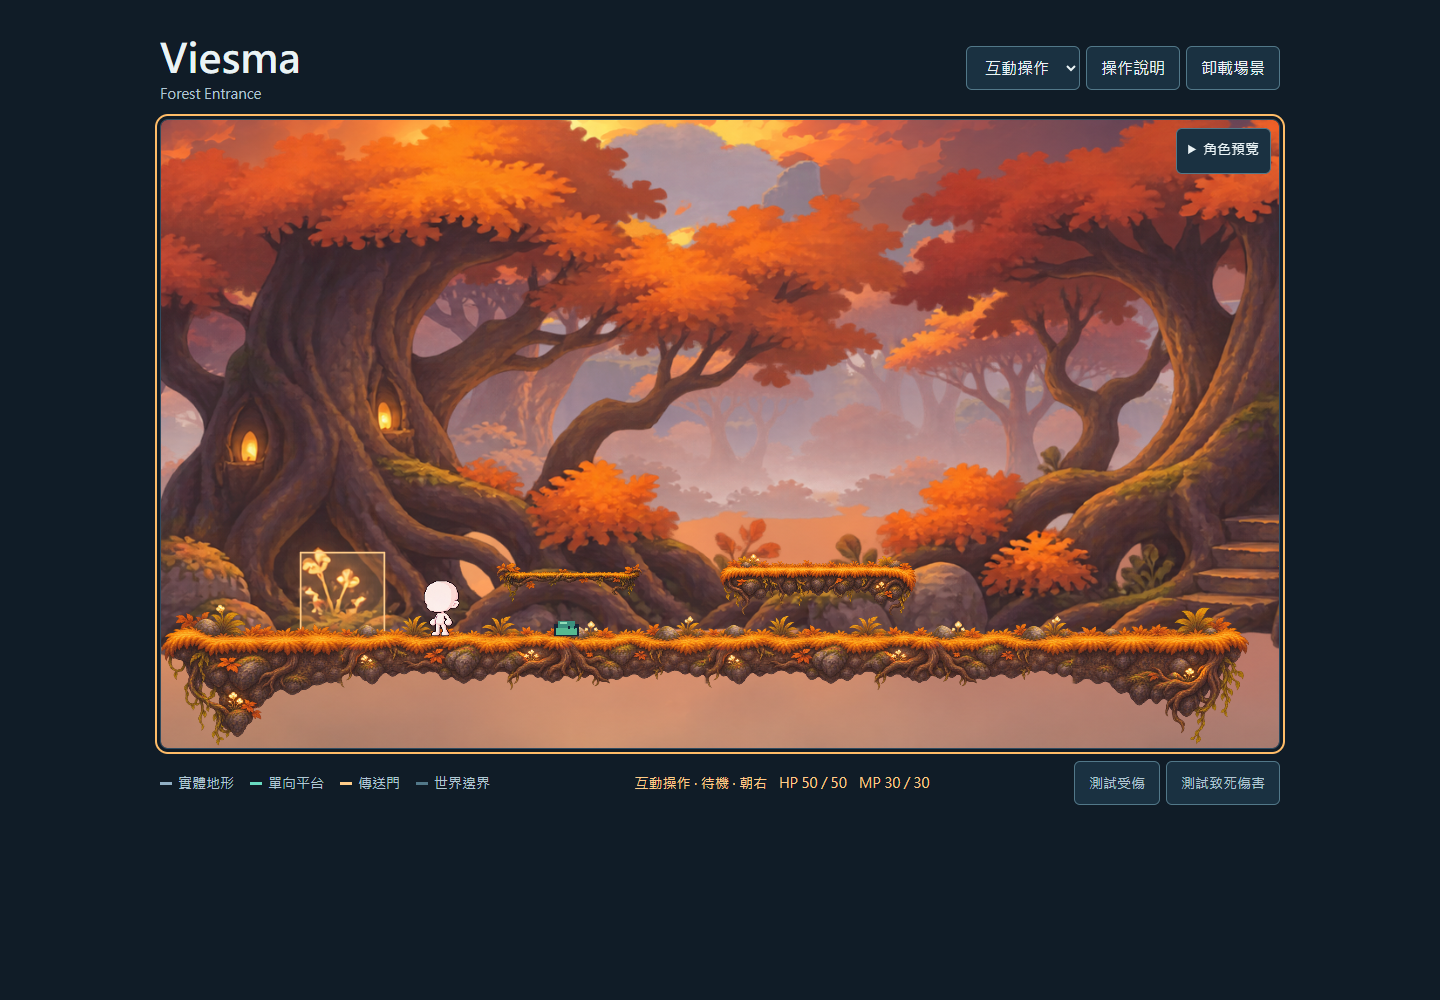 Viesma
Forest Entrance
互動操作
操作說明
卸載場景
▶ 角色預覽
實體地形
單向平台
傳送門
世界邊界
互動操作 · 待機 · 朝右 HP 50 / 50 MP 30 / 30
測試受傷
測試致死傷害